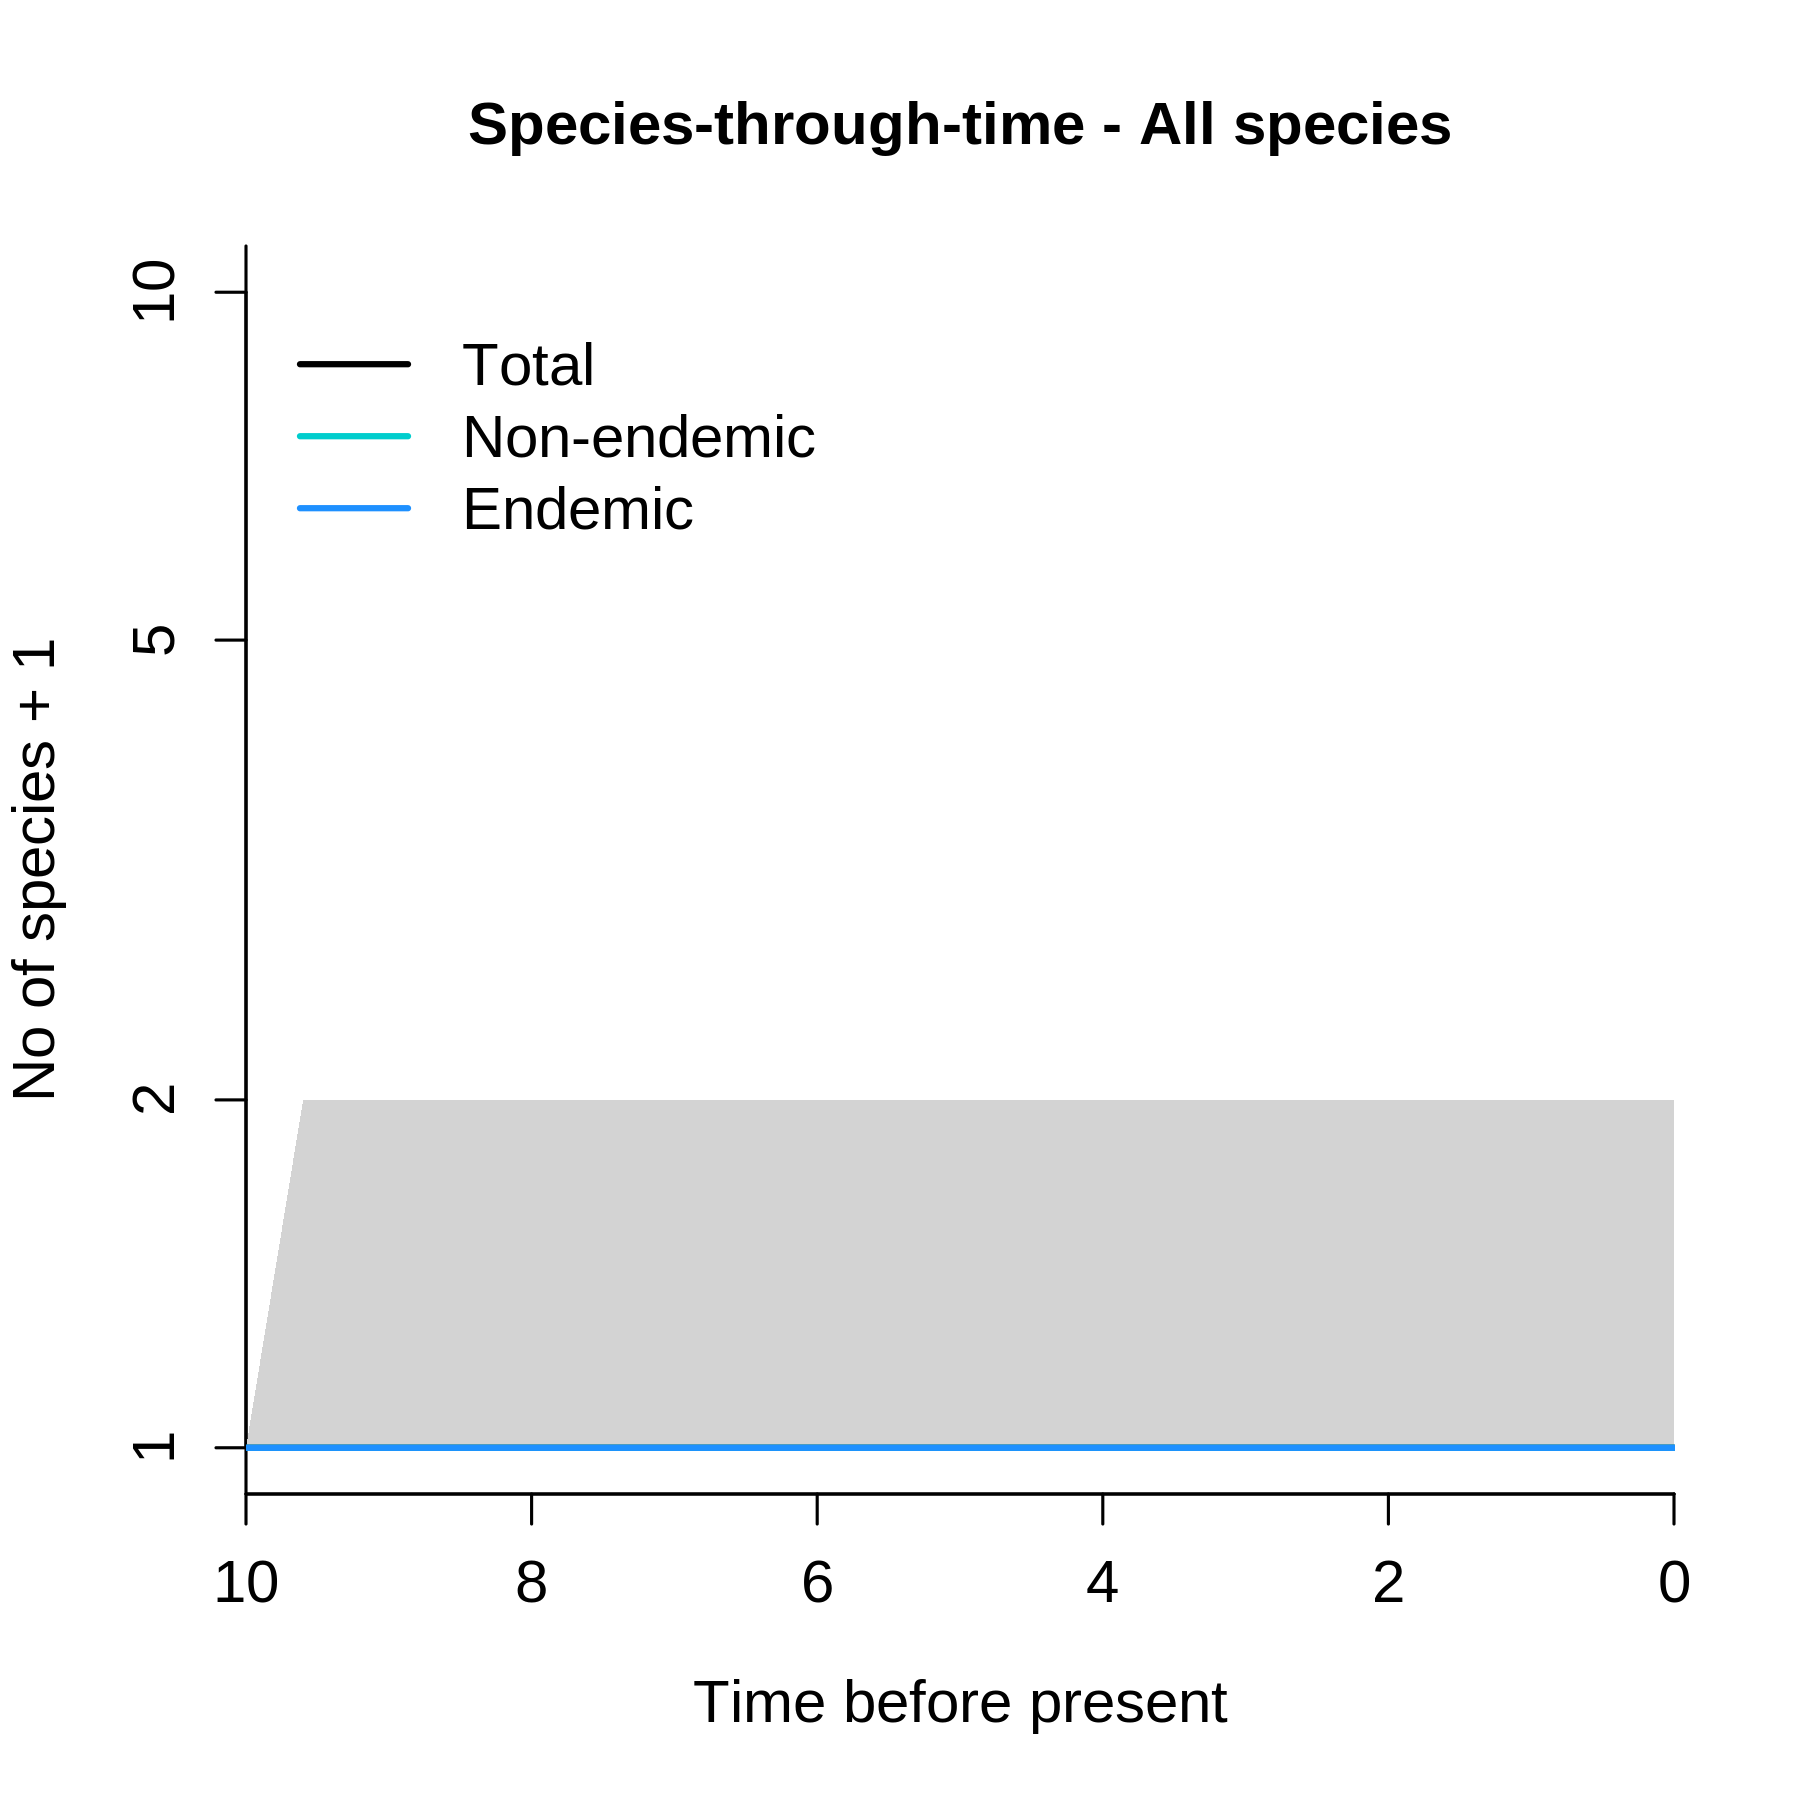 Species-through-time - All species
10
5
2
1
No of species + 1
Total
Non-endemic
Endemic
10 8 6 4 2 0
Time before present